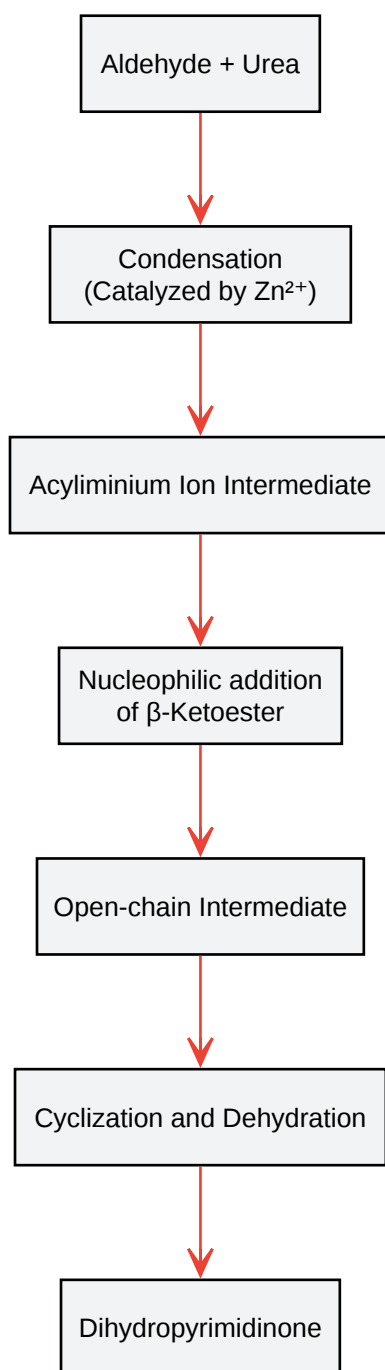 Aldehyde + Urea
Condensation
(Catalyzed by Zn²⁺)
Acyliminium Ion Intermediate
Nucleophilic addition
of β-Ketoester
Open-chain Intermediate
Cyclization and Dehydration
Dihydropyrimidinone